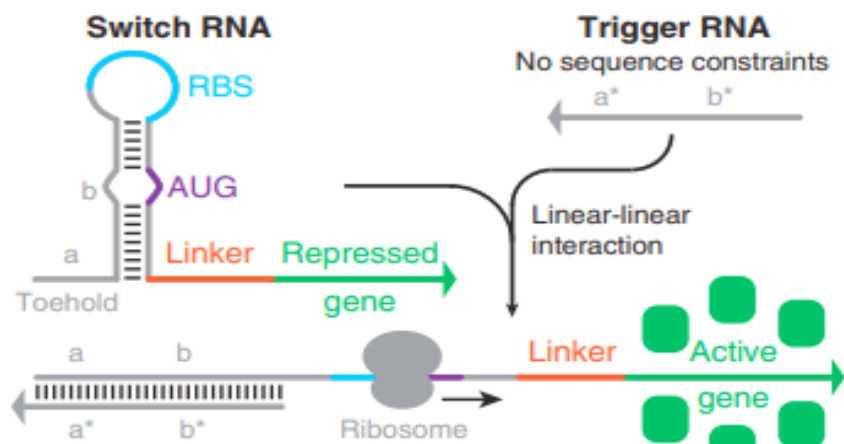 Switch RNA
RBS
b
AUG
a
Linker
Repressed
gene
Toehold
Trigger RNA
No sequence constraints
a* b*
Linear-linear
interaction
a b
a* b*
Ribosome
Linker
Active
gene